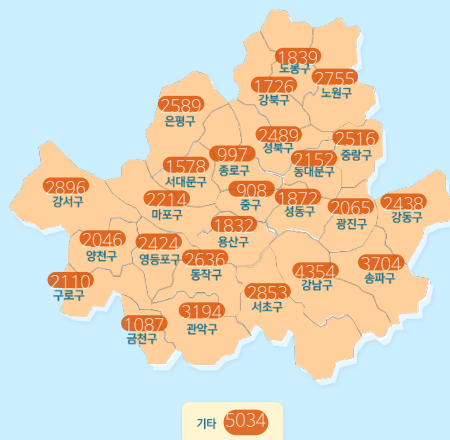 1839
노봉구
2755
노원구
1726
강북구
2589
은평구
2489
성북구
2516
중랑구
997
종로구
2152
동대문구
1578
서대문구
2896
강서구
2214
마포구
908
중구
1872
성동구
2065
광진구
2438
강동구
1832
용산구
2046
양천구
2424
영등포구
2636
동작구
3704
송파구
4354
강남구
2110
구로구
2853
서초구
3194
관악구
1087
금천구
기타 5034